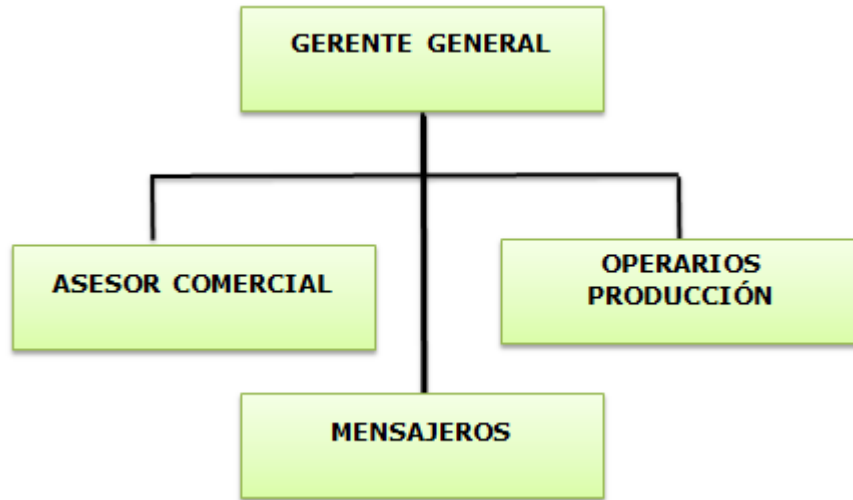 GERENTE GENERAL
ASESOR COMERCIAL
OPERARIOS
PRODUCCIÓN
MENSAJEROS